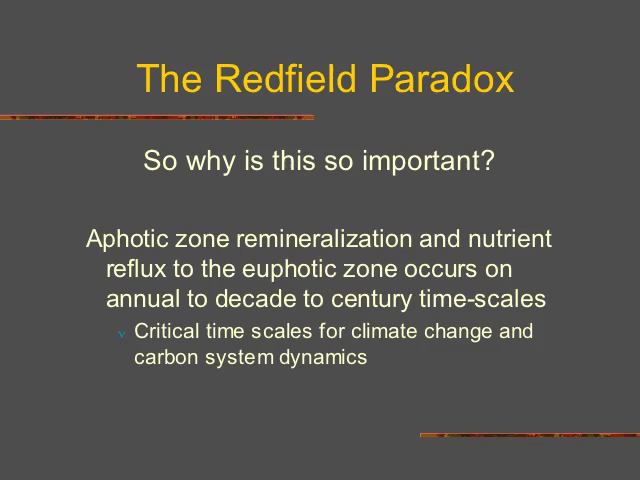 The Redfield Paradox
So why is this so important?
Aphotic zone remineralization and nutrient
reflux to the euphotic zone occurs on
annual to decade to century time-scales
Critical time scales for climate change and
carbon system dynamics